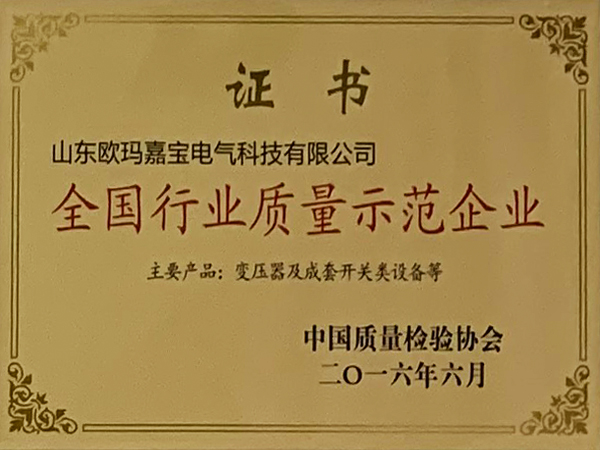 证书
山东欧玛嘉宝电气科技有限公司
全国行业质量示范企业
主要产品：变压器及成套开关类设备等
中国质量检验协会
二〇一六年六月